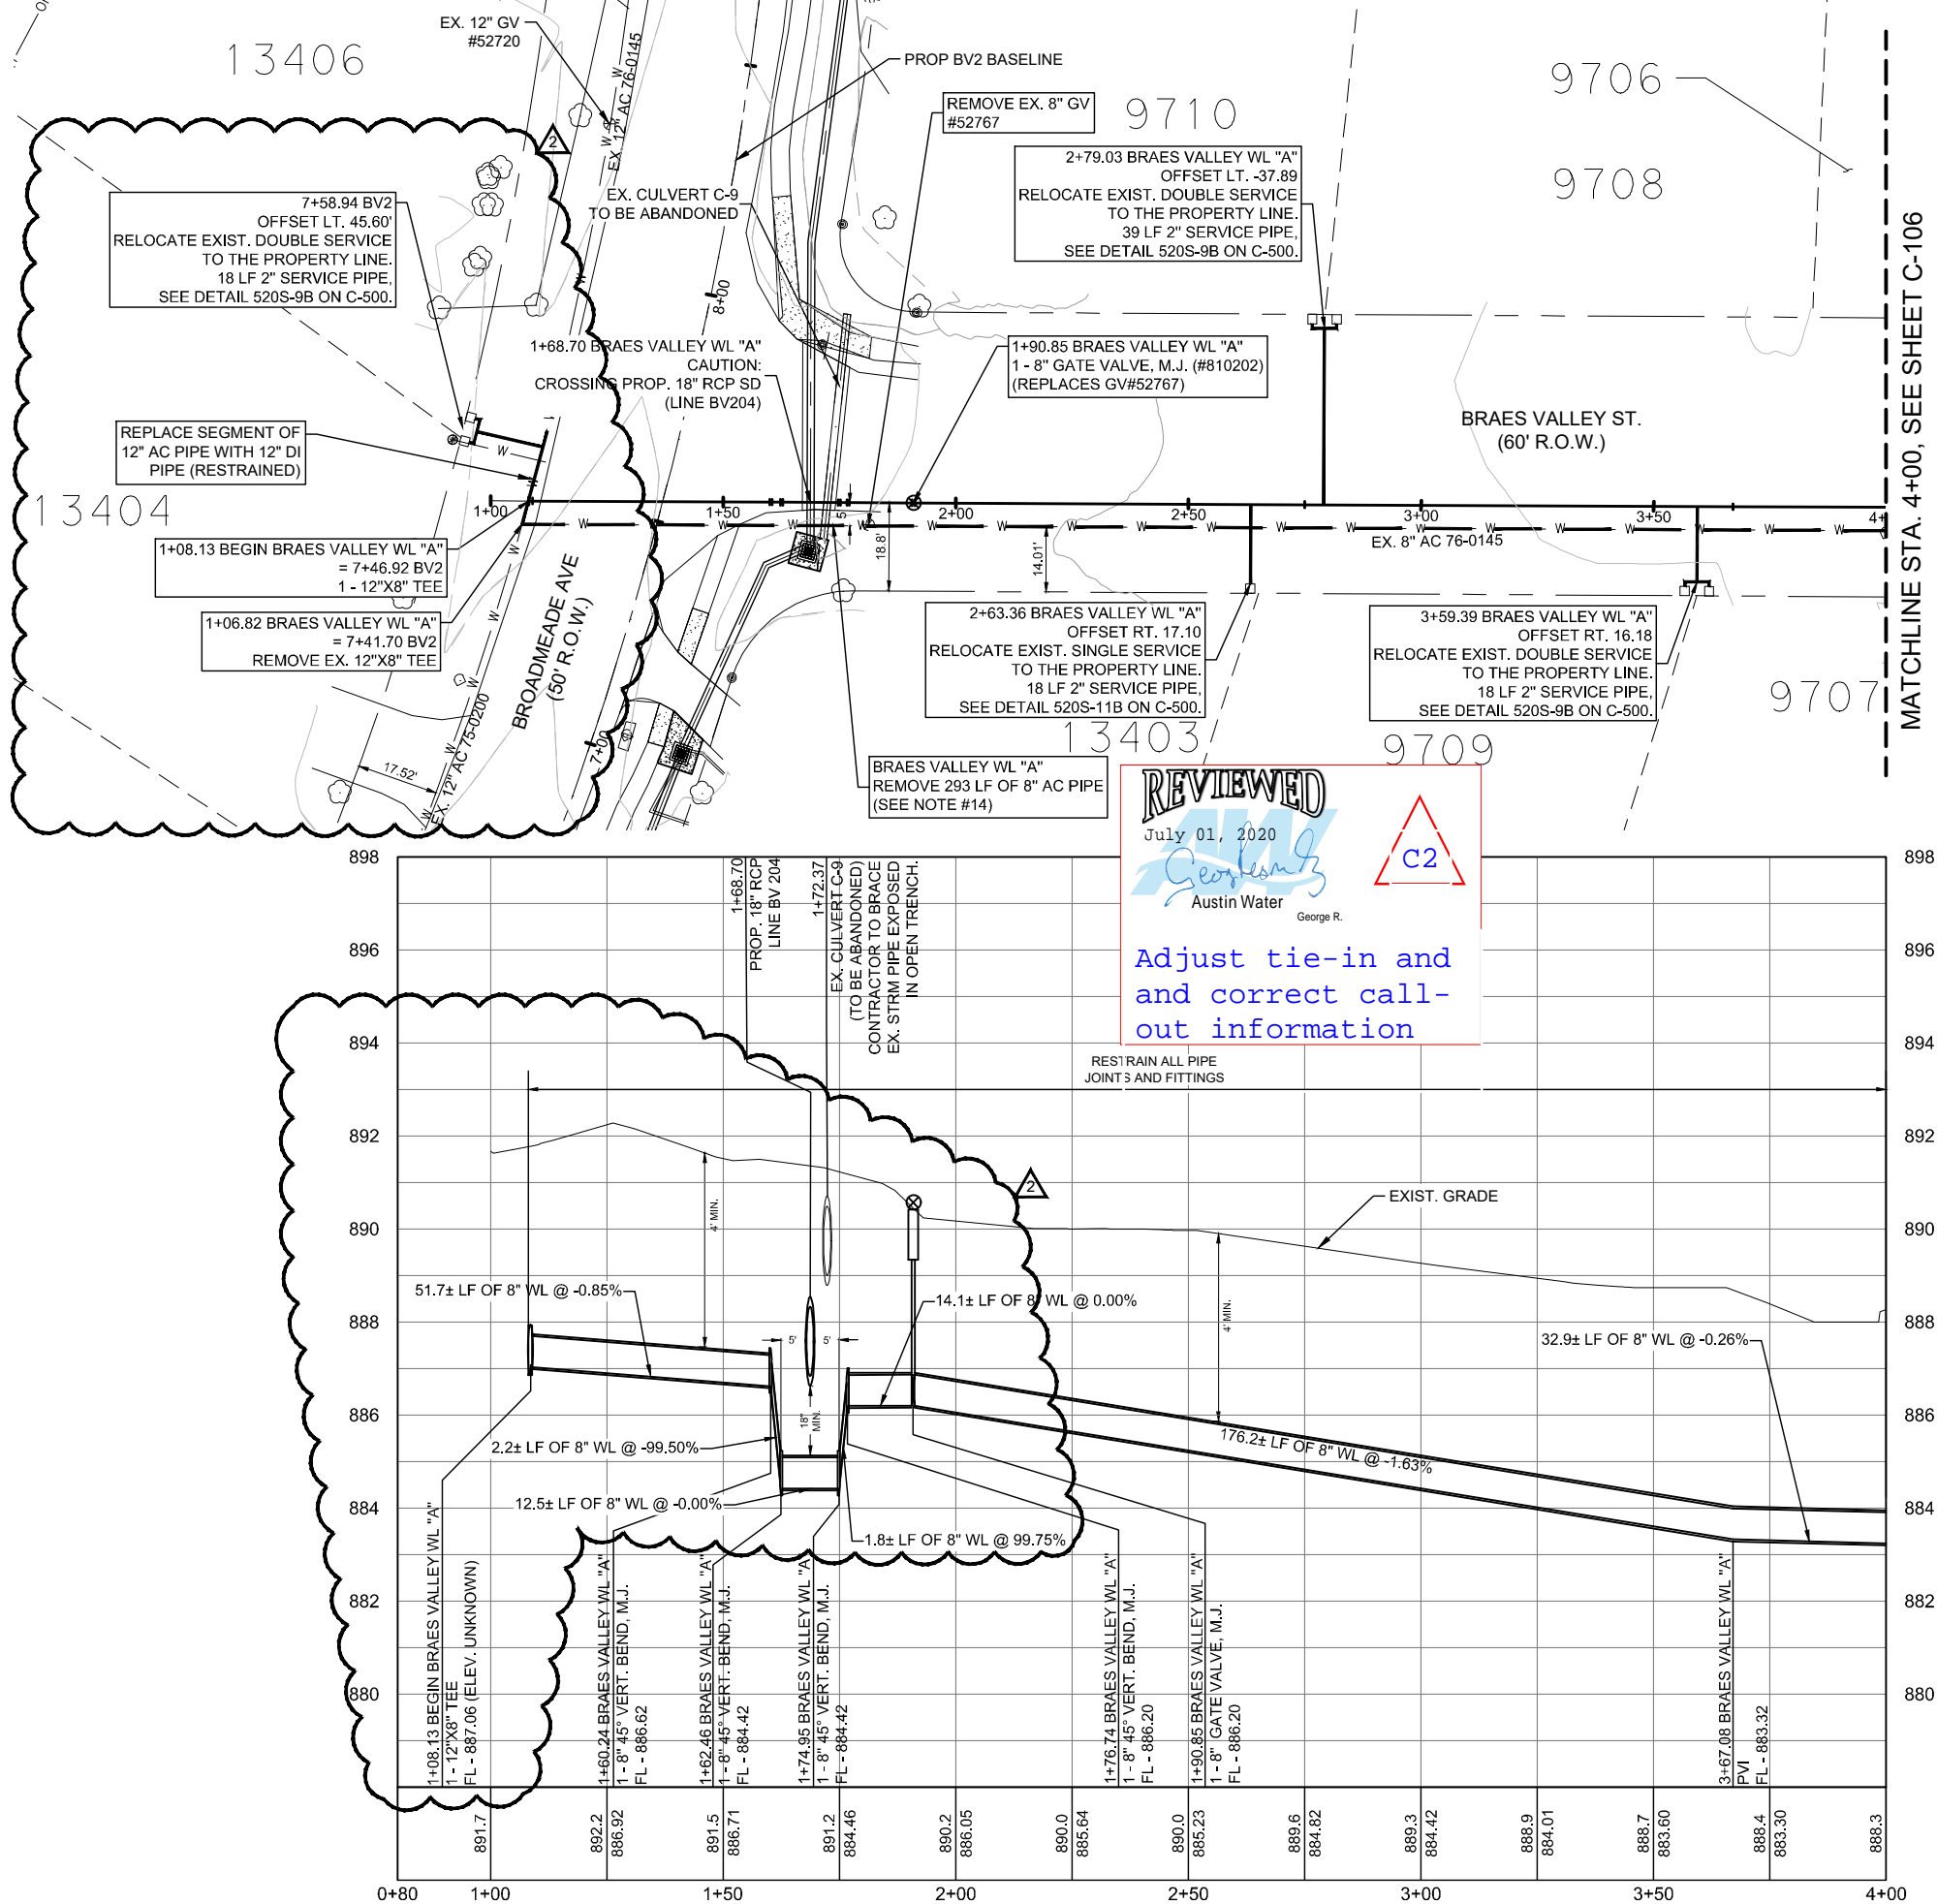 EX. 12" GV
#52720
13406
EX. 12" AC 76-0145
PROP BV2 BASELINE
REMOVE EX. 8" GV
#52767
9710
9706
9708
2
7+58.94 BV2
OFFSET LT. 45.60'
RELOCATE EXIST. DOUBLE SERVICE
TO THE PROPERTY LINE.
18 LF 2" SERVICE PIPE,
SEE DETAIL 520S-9B ON C-500.
EX. CULVERT C-9
TO BE ABANDONED
2+79.03 BRAES VALLEY WL "A"
OFFSET LT. -37.89
RELOCATE EXIST. DOUBLE SERVICE
TO THE PROPERTY LINE.
39 LF 2" SERVICE PIPE,
SEE DETAIL 520S-9B ON C-500.
MATCHLINE STA. 4+00, SEE SHEET C-106
8+00
1+68.70 BRAES VALLEY WL "A"
CAUTION:
CROSSING PROP. 18" RCP SD
(LINE BV204)
1+90.85 BRAES VALLEY WL "A"
1 - 8" GATE VALVE, M.J. (#810202)
(REPLACES GV#52767)
BRAES VALLEY ST.
(60' R.O.W.)
REPLACE SEGMENT OF
12" AC PIPE WITH 12" DI
PIPE (RESTRAINED)
13404
1+00
1+50
2+00
2+50
3+00
3+50
4+
5'
18.8'
14.01'
EX. 8" AC 76-0145
1+08.13 BEGIN BRAES VALLEY WL "A"
= 7+46.92 BV2
1 - 12"X8" TEE
1+06.82 BRAES VALLEY WL "A"
= 7+41.70 BV2
REMOVE EX. 12"X8" TEE
BROADMEADE AVE
(50' R.O.W.)
2+63.36 BRAES VALLEY WL "A"
OFFSET RT. 17.10
RELOCATE EXIST. SINGLE SERVICE
TO THE PROPERTY LINE.
18 LF 2" SERVICE PIPE,
SEE DETAIL 520S-11B ON C-500.
3+59.39 BRAES VALLEY WL "A"
OFFSET RT. 16.18
RELOCATE EXIST. DOUBLE SERVICE
TO THE PROPERTY LINE.
18 LF 2" SERVICE PIPE,
SEE DETAIL 520S-9B ON C-500.
9707
13403
9709
7+00
17.52'
EX. 12" AC 75-0200
BRAES VALLEY WL "A"
REMOVE 293 LF OF 8" AC PIPE
(SEE NOTE #14)
REVIEWED
AW
July 01, 2020
Austin Water
George R.
C2
Adjust tie-in and
and correct call-
out information
898
896
894
892
890
888
886
884
882
880
898
896
894
892
890
888
886
884
882
880
1+68.70
PROP. 18" RCP
LINE BV 204
1+72.37
EX. CULVERT C-9
(TO BE ABANDONED)
CONTRACTOR TO BRACE
EX. STRM PIPE EXPOSED
IN OPEN TRENCH.
RESTRAIN ALL PIPE
JOINTS AND FITTINGS
2
EXIST. GRADE
4' MIN.
4' MIN.
51.7± LF OF 8" WL @ -0.85%
14.1± LF OF 8" WL @ 0.00%
5'
5'
18"
MIN.
32.9± LF OF 8" WL @ -0.26%
2.2± LF OF 8" WL @ -99.50%
176.2± LF OF 8" WL @ -1.63%
12.5± LF OF 8" WL @ -0.00%
1.8± LF OF 8" WL @ 99.75%
1+08.13 BEGIN BRAES VALLEY WL "A"
1 - 12"X8" TEE
FL - 887.06 (ELEV. UNKNOWN)
1+60.24 BRAES VALLEY WL "A"
1 - 8" 45° VERT. BEND, M.J.
FL - 886.62
1+62.46 BRAES VALLEY WL "A"
1 - 8" 45° VERT. BEND, M.J.
FL - 884.42
1+74.95 BRAES VALLEY WL "A"
1 - 8" 45° VERT. BEND, M.J.
FL - 884.42
1+76.74 BRAES VALLEY WL "A"
1 - 8" 45° VERT. BEND, M.J.
FL - 886.20
1+90.85 BRAES VALLEY WL "A"
1 - 8" GATE VALVE, M.J.
FL - 886.20
3+67.08 BRAES VALLEY WL "A"
PVI
FL - 883.32
891.7
892.2
886.92
891.5
886.71
891.2
884.46
890.2
886.05
890.0
885.64
890.0
885.23
889.6
884.82
889.3
884.42
888.9
884.01
888.7
883.60
888.4
883.30
888.3
0+80
1+00
1+50
2+00
2+50
3+00
3+50
4+00